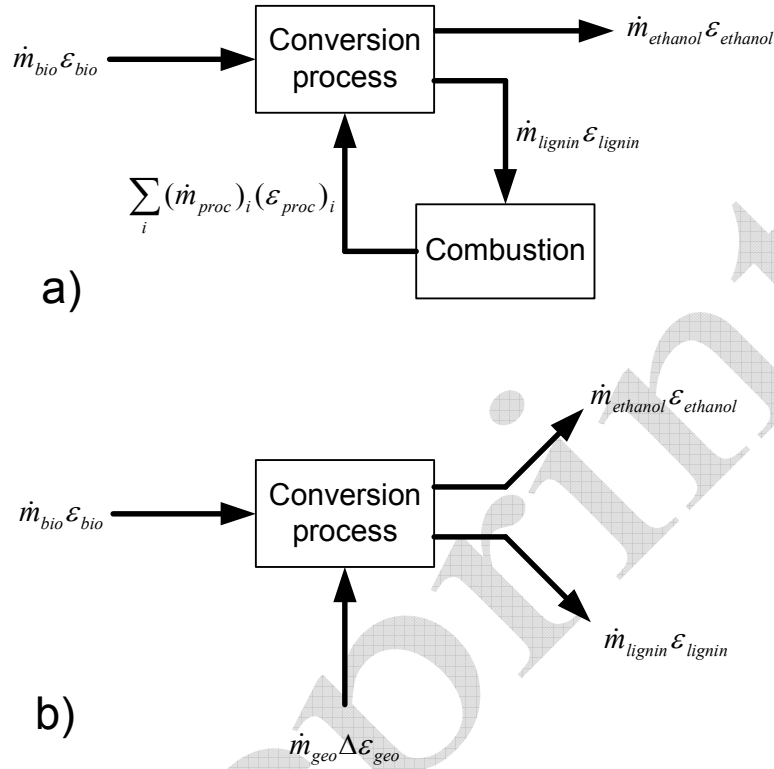 Conversion
process
ṁ_bio ε_bio
ṁ_ethanol ε_ethanol
ṁ_lignin ε_lignin
∑_i (ṁ_proc)_i (ε_proc)_i
Combustion
a)
ṁ_ethanol ε_ethanol
Conversion
process
ṁ_bio ε_bio
ṁ_lignin ε_lignin
b)
ṁ_geo Δε_geo